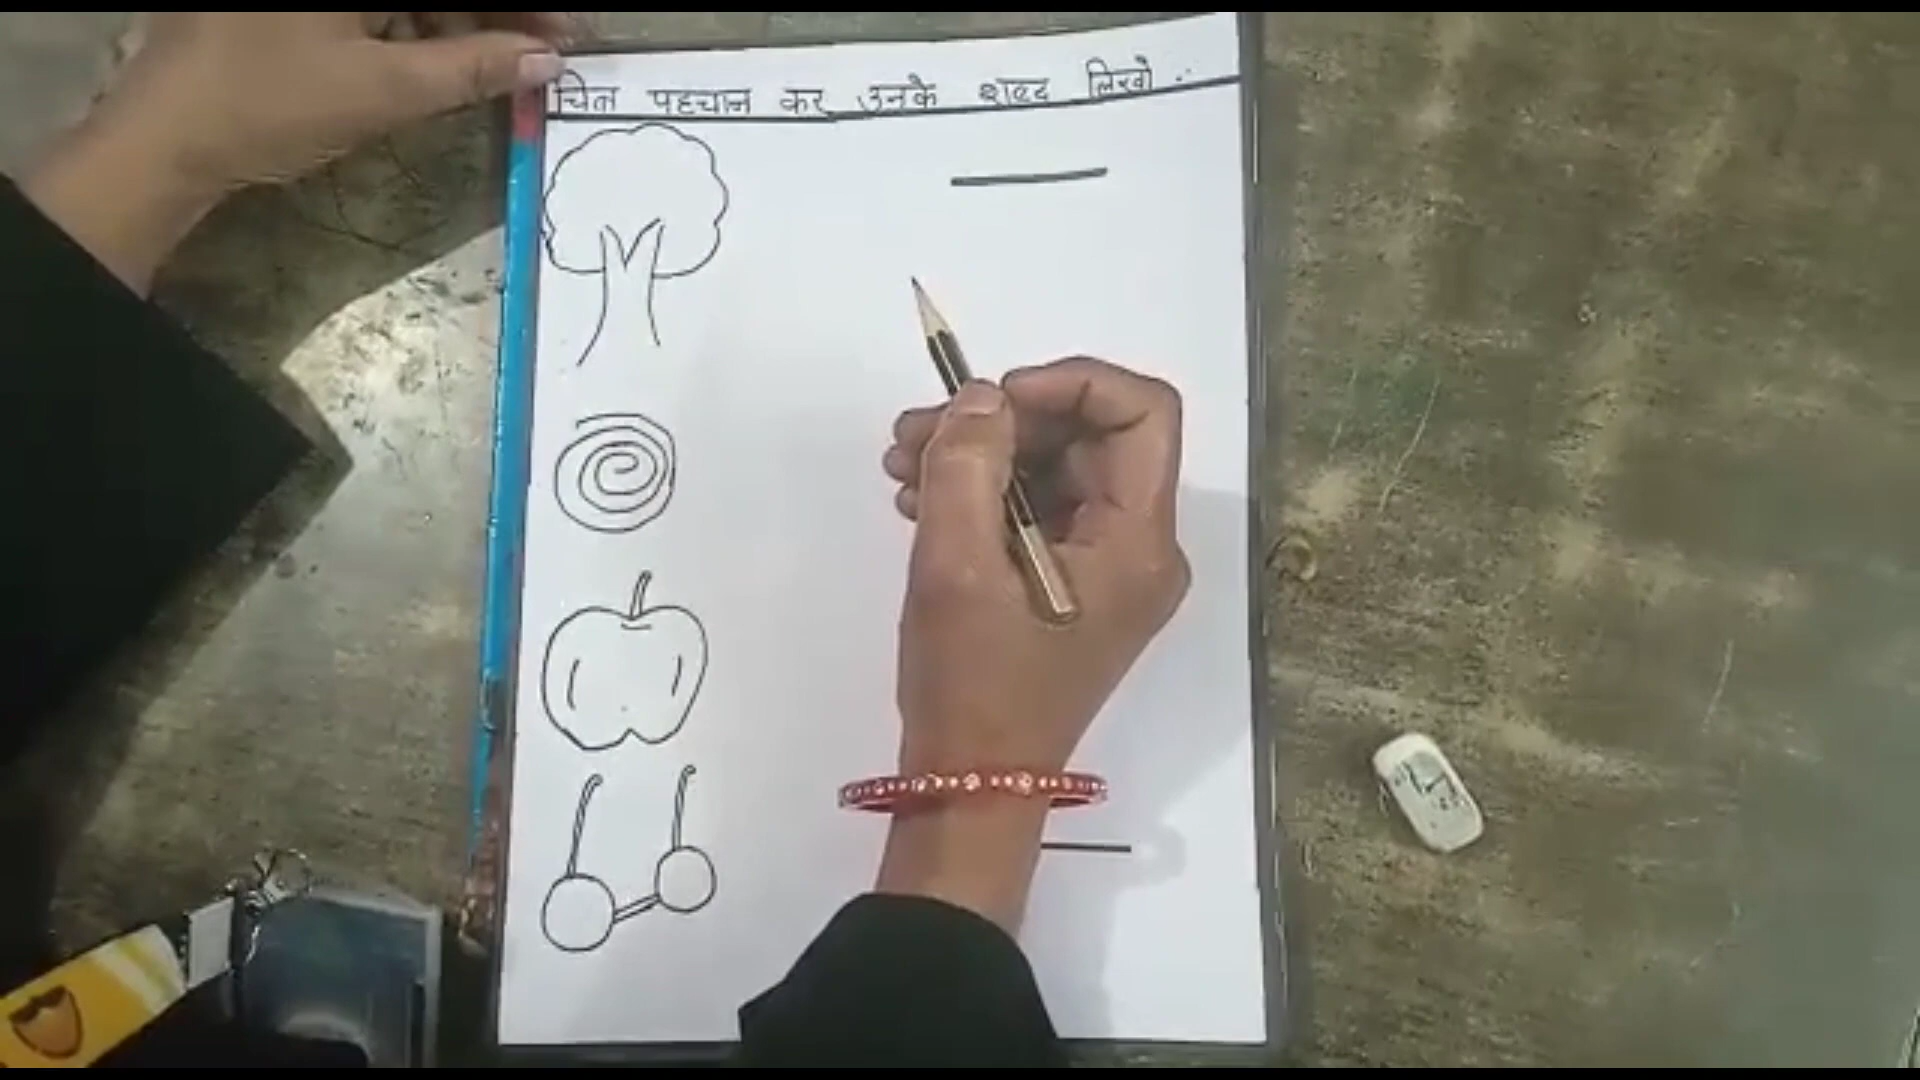 चित्र पहचान कर उनके शब्द लिखो :